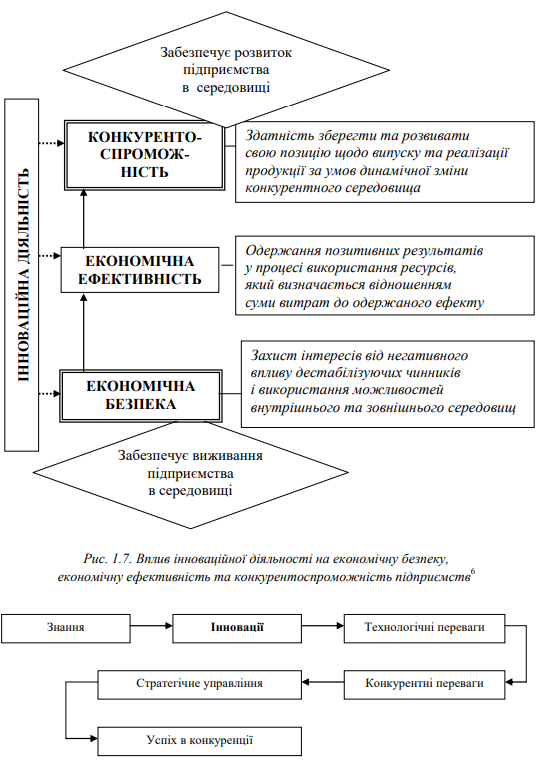 Забезпечує розвиток
підприємства
в середовищі
ІННОВАЦІЙНА ДІЯЛЬНІСТЬ
КОНКУРЕНТО-
СПРОМОЖ-
НІСТЬ
Здатність зберегти та розвивати
свою позицію щодо випуску та реалізації
продукції за умов динамічної зміни
конкурентного середовища
ЕКОНОМІЧНА
ЕФЕКТИВНІСТЬ
Одержання позитивних результатів
у процесі використання ресурсів,
який визначається відношенням
суми витрат до одержаного ефекту
ЕКОНОМІЧНА
БЕЗПЕКА
Захист інтересів від негативного
впливу дестабілізуючих чинників
і використання можливостей
внутрішнього та зовнішнього середовищ
Забезпечує виживання
підприємства
в середовищі
Рис. 1.7. Вплив інноваційної діяльності на економічну безпеку,
економічну ефективність та конкурентоспроможність підприємств6
Знання
Інновації
Технологічні переваги
Стратегічне управління
Конкурентні переваги
Успіх в конкуренції